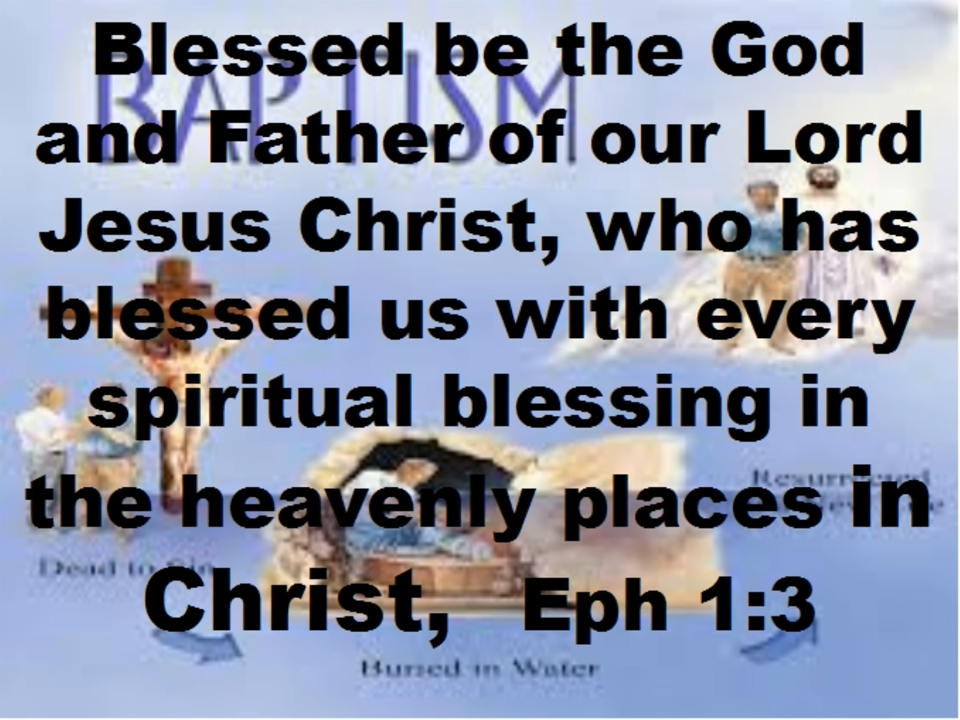 Blessed be the God
BAPTISM
and Father of our Lord
Jesus Christ, who has
blessed us with every
spiritual blessing in
Resurrected
the heavenly places in
Dead to Sin
Christ, Eph 1:3
Buried in Water